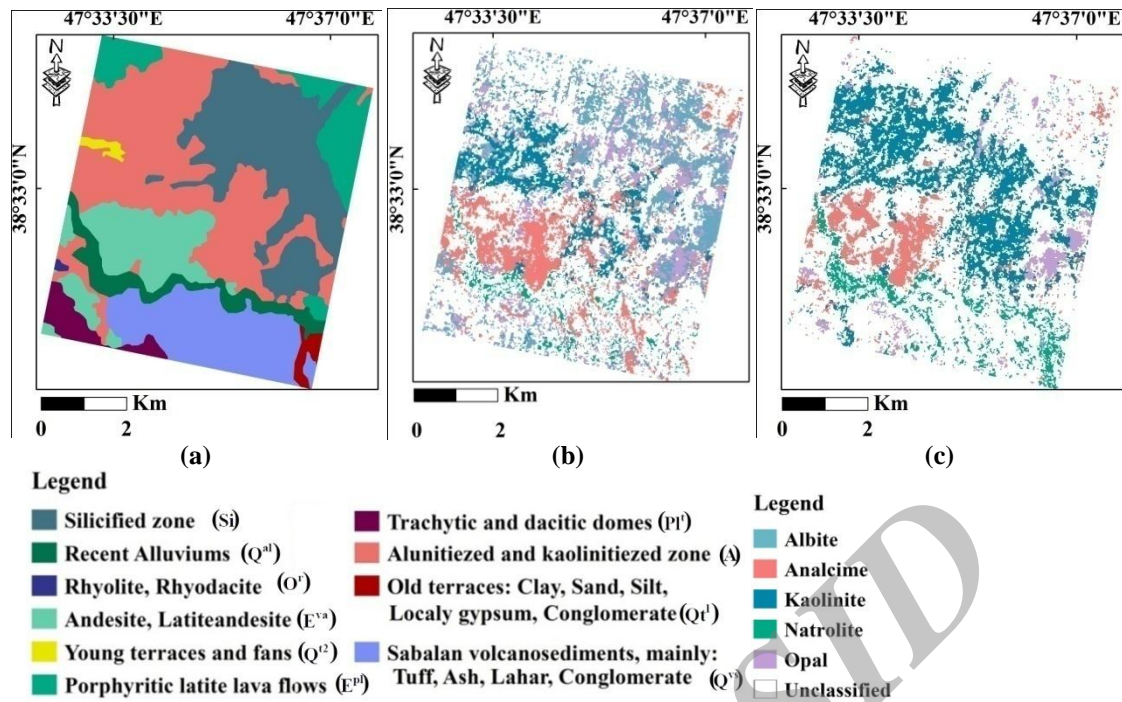 47°33'30"E 47°37'0"E
47°33'30"E 47°37'0"E
47°33'30"E 47°37'0"E
N
N
N
38°33'0"N
38°33'0"N
38°33'0"N
Km
0 2
Km
0 2
Km
0 2
(a)
(b)
(c)
Legend
Silicified zone (Si)
Recent Alluviums (Qal)
Rhyolite, Rhyodacite (Or)
Andesite, Latiteandesite (Eva)
Young terraces and fans (Qt2)
Porphyritic latite lava flows (Epf)
Trachytic and dacitic domes (Plt)
Alunitiezed and kaolinitiezed zone (A)
Old terraces: Clay, Sand, Silt,
Localy gypsum, Conglomerate (Qt1)
Sabalan volcanosediments, mainly:
Tuff, Ash, Lahar, Conglomerate
Legend
Albite
Analcime
Kaolinite
Natrolite
Opal
Unclassified
SID